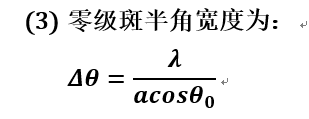 (3) 零级斑半角宽度为：
Δθ = λ / acosθ₀